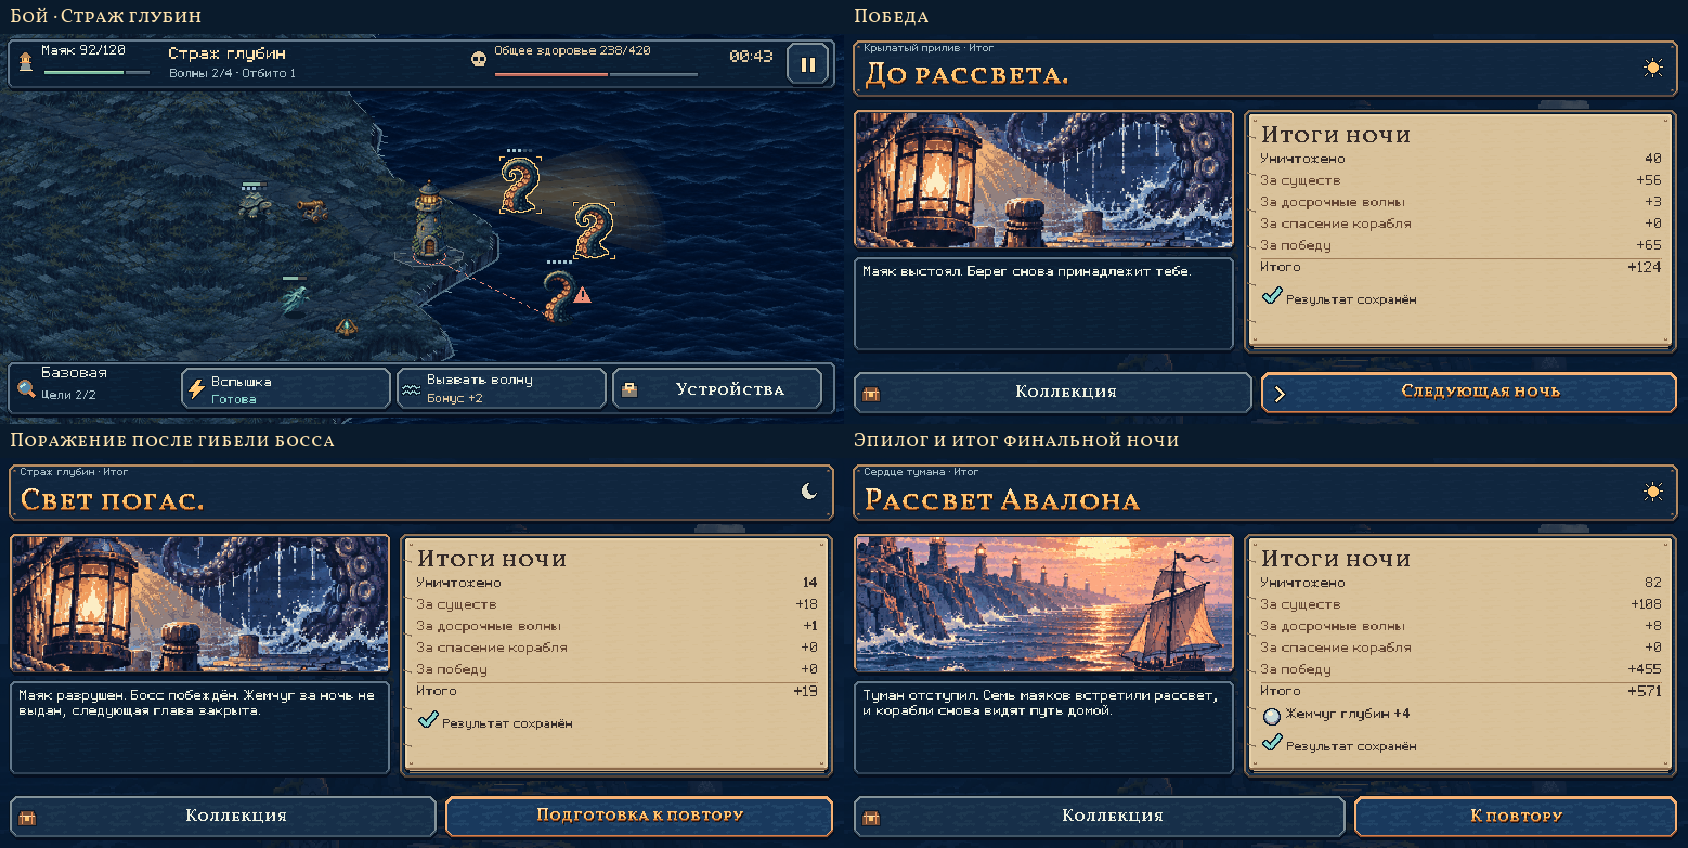 Бой · Страж глубин
Маяк 92/120
Страж глубин
Волны 2/4 · Отбито 1
Общее здоровье 238/420
00:43
Базовая
Цели 2/2
Вспышка
Готова
Вызвать волну
Бонус +2
Устройства
Победа
Крылатый прилив · Итог
До рассвета.
Маяк выстоял. Берег снова принадлежит тебе.
Итоги ночи
Уничтожено 40
За существ +56
За досрочные волны +3
За спасение корабля +0
За победу +65
Итого +124
Результат сохранён
Коллекция
Следующая ночь
Поражение после гибели босса
Страж глубин · Итог
Свет погас.
Маяк разрушен. Босс побеждён. Жемчуг за ночь не
выдан, следующая глава закрыта.
Итоги ночи
Уничтожено 14
За существ +18
За досрочные волны +1
За спасение корабля +0
За победу +0
Итого +19
Результат сохранён
Коллекция
Подготовка к повтору
Эпилог и итог финальной ночи
Сердце тумана · Итог
Рассвет Авалона
Туман отступил. Семь маяков встретили рассвет,
и корабли снова видят путь домой.
Итоги ночи
Уничтожено 82
За существ +108
За досрочные волны +8
За спасение корабля +0
За победу +455
Итого +571
Жемчуг глубин +4
Результат сохранён
Коллекция
К повтору